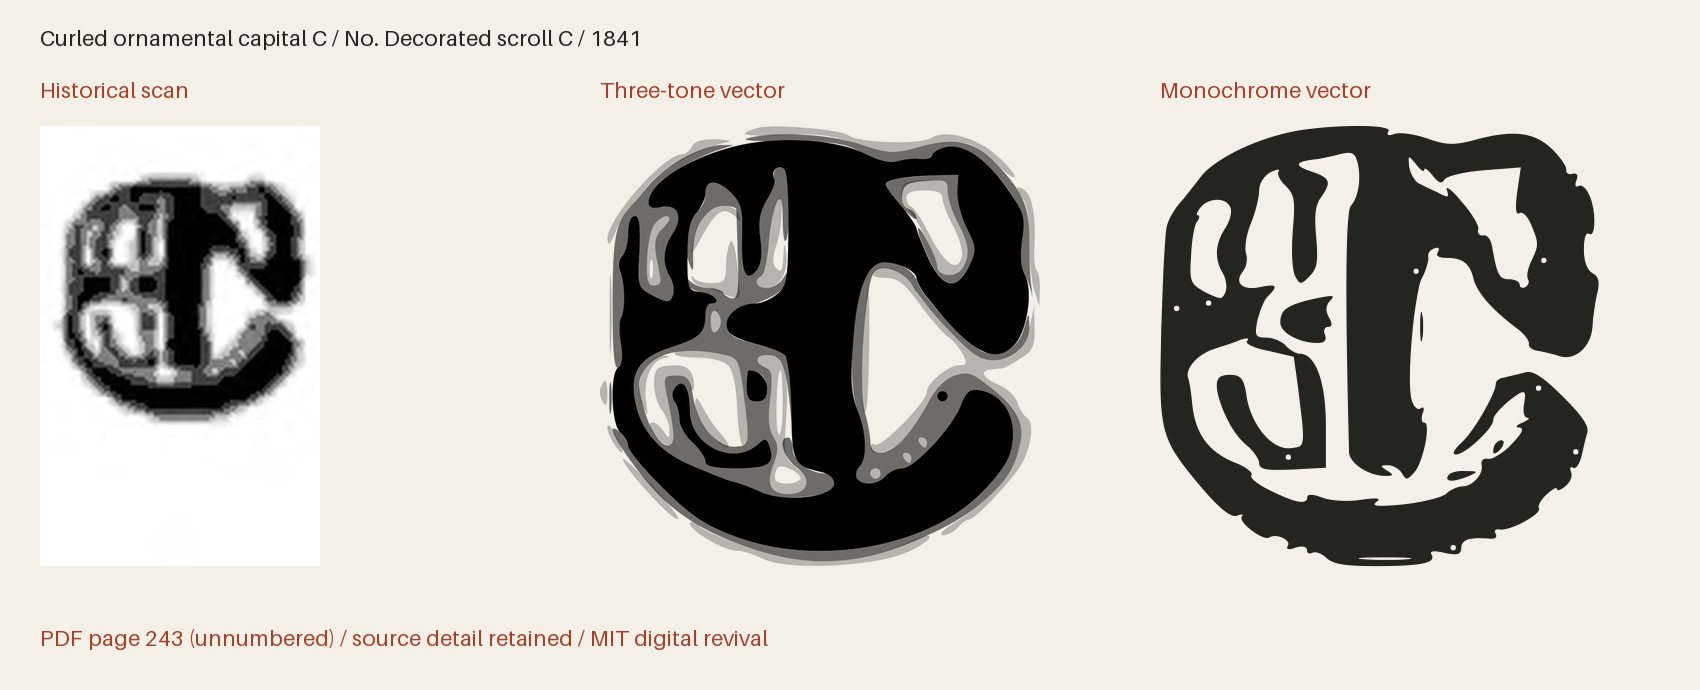 Curled ornamental capital C / No. Decorated scroll C / 1841
Historical scan
Three-tone vector
Monochrome vector
C
C
C
PDF page 243 (unnumbered) / source detail retained / MIT digital revival